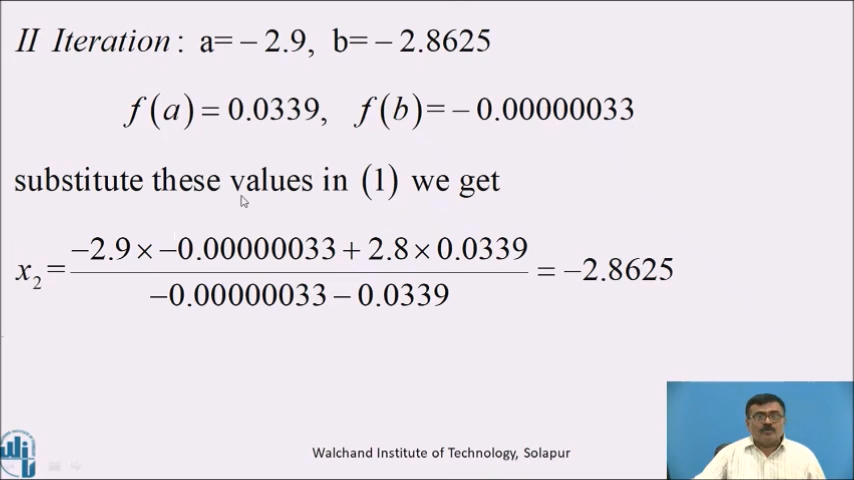 II Iteration: a= – 2.9, b= – 2.8625
f(a) = 0.0339, f(b)= – 0.00000033
substitute these values in (1) we get
x₂ = (−2.9 × −0.00000033 + 2.8 × 0.0339) / (−0.00000033 − 0.0339) = −2.8625
Walchand Institute of Technology, Solapur